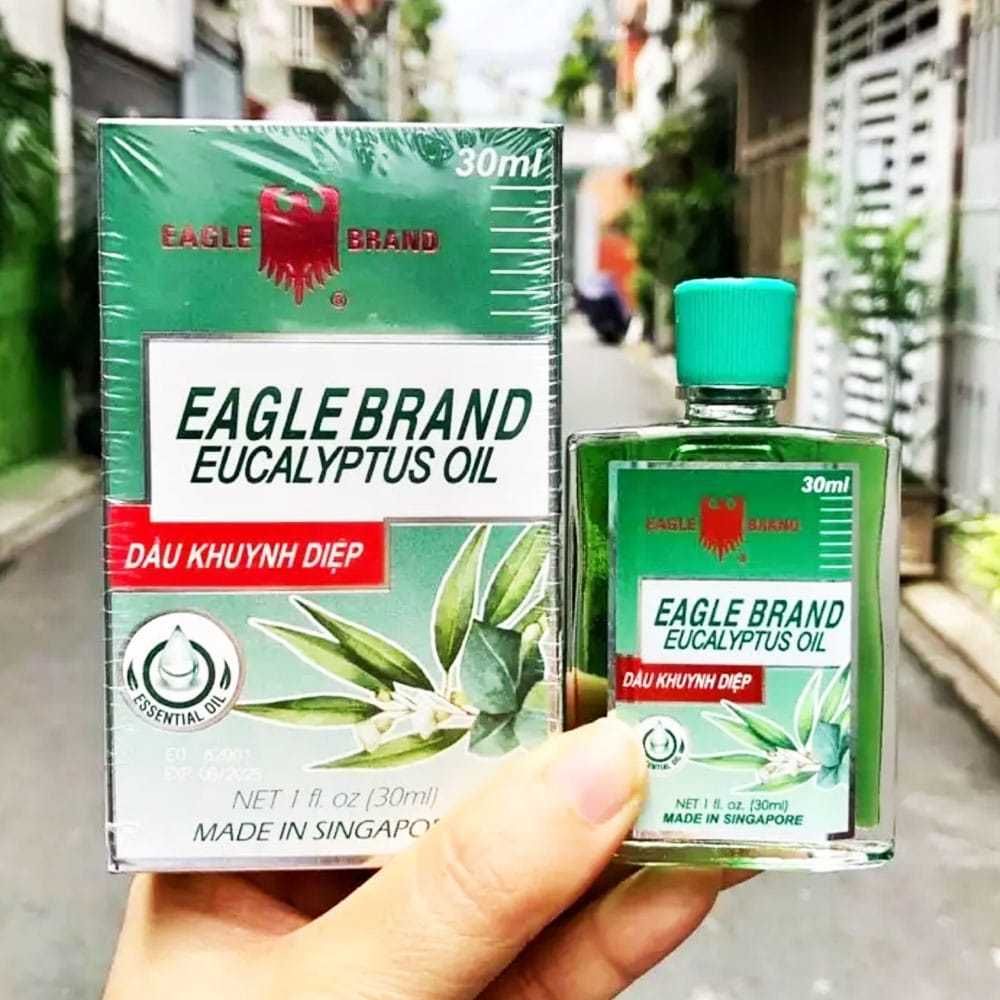 30ml
EAGLE BRAND
®
EAGLE BRAND
EUCALYPTUS OIL
DẦU KHUYNH DIỆP
ESSENTIAL OIL
EXP 06/2025
NET 1 fl. oz (30ml)
MADE IN
30ml
EAGLE BRAND
EAGLE BRAND
EUCALYPTUS OIL
DẦU KHUYNH DIỆP
OIL
NET 1 fl. oz. (30ml)
MADE IN SINGAPORE